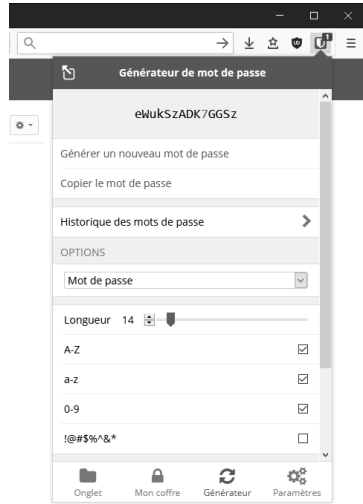 1
Générateur de mot de passe
eWukSzADK7GGSz
Générer un nouveau mot de passe
Copier le mot de passe
Historique des mots de passe
OPTIONS
Mot de passe
Longueur 14
A-Z
a-z
0-9
!@#$%^&*
Onglet Mon coffre Générateur Paramètres